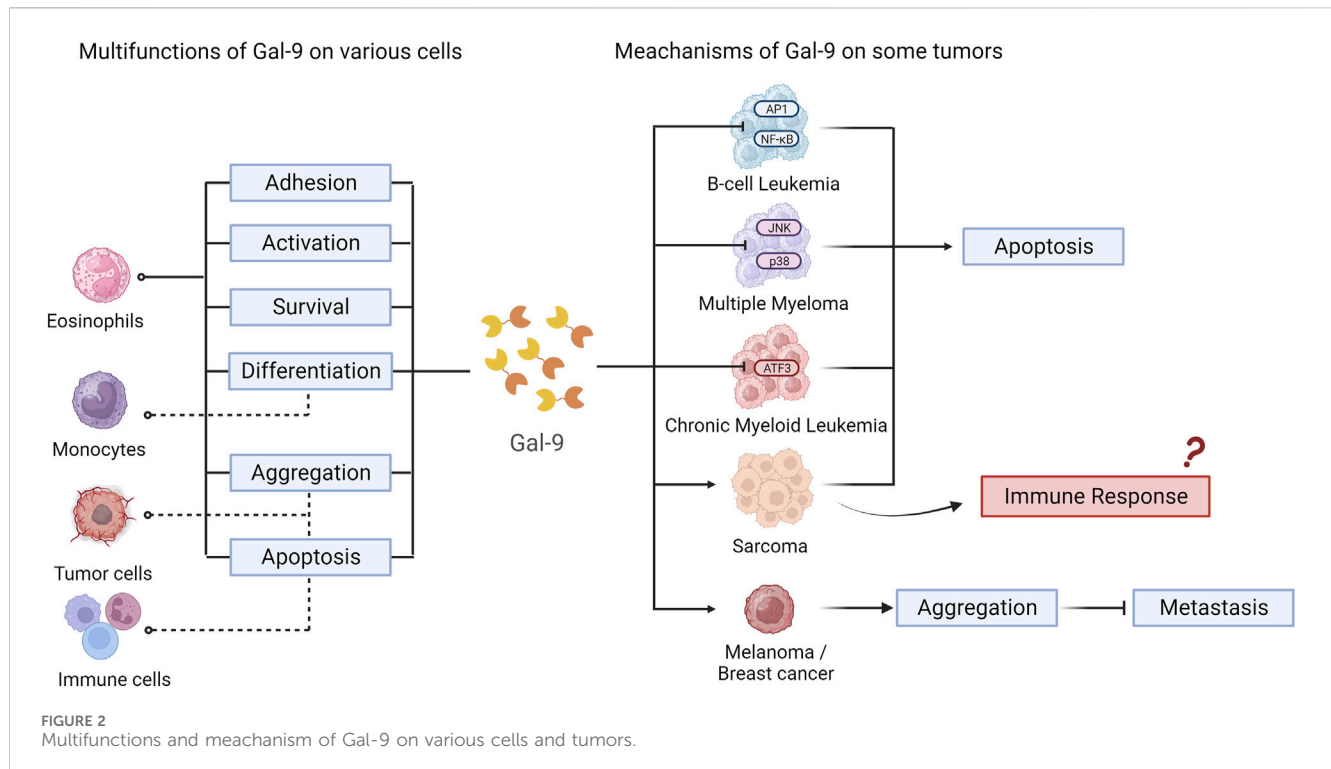 Multifunctions of Gal-9 on various cells
Adhesion
Activation
Survival
Differentiation
Aggregation
Apoptosis
Eosinophils
Monocytes
Tumor cells
Immune cells
Gal-9
Meachanisms of Gal-9 on some tumors
AP1
NF-κB
B-cell Leukemia
JNK
p38
Multiple Myeloma
ATF3
Chronic Myeloid Leukemia
Sarcoma
Melanoma /
Breast cancer
Apoptosis
?
Immune Response
Aggregation
Metastasis
FIGURE 2
Multifunctions and meachanism of Gal-9 on various cells and tumors.